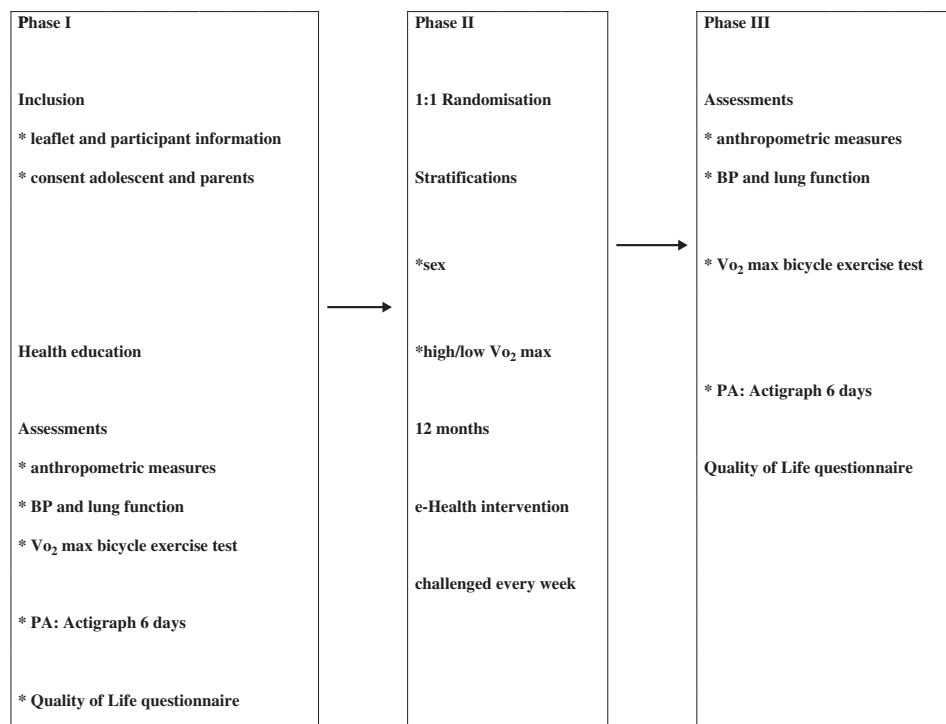 Phase I
Inclusion
* leaflet and participant information
* consent adolescent and parents
Health education
Assessments
* anthropometric measures
* BP and lung function
* Vo₂ max bicycle exercise test
* PA: Actigraph 6 days
* Quality of Life questionnaire
Phase II
1:1 Randomisation
Stratifications
*sex
*high/low Vo₂ max
12 months
e-Health intervention
challenged every week
Phase III
Assessments
* anthropometric measures
* BP and lung function
* Vo₂ max bicycle exercise test
* PA: Actigraph 6 days
Quality of Life questionnaire